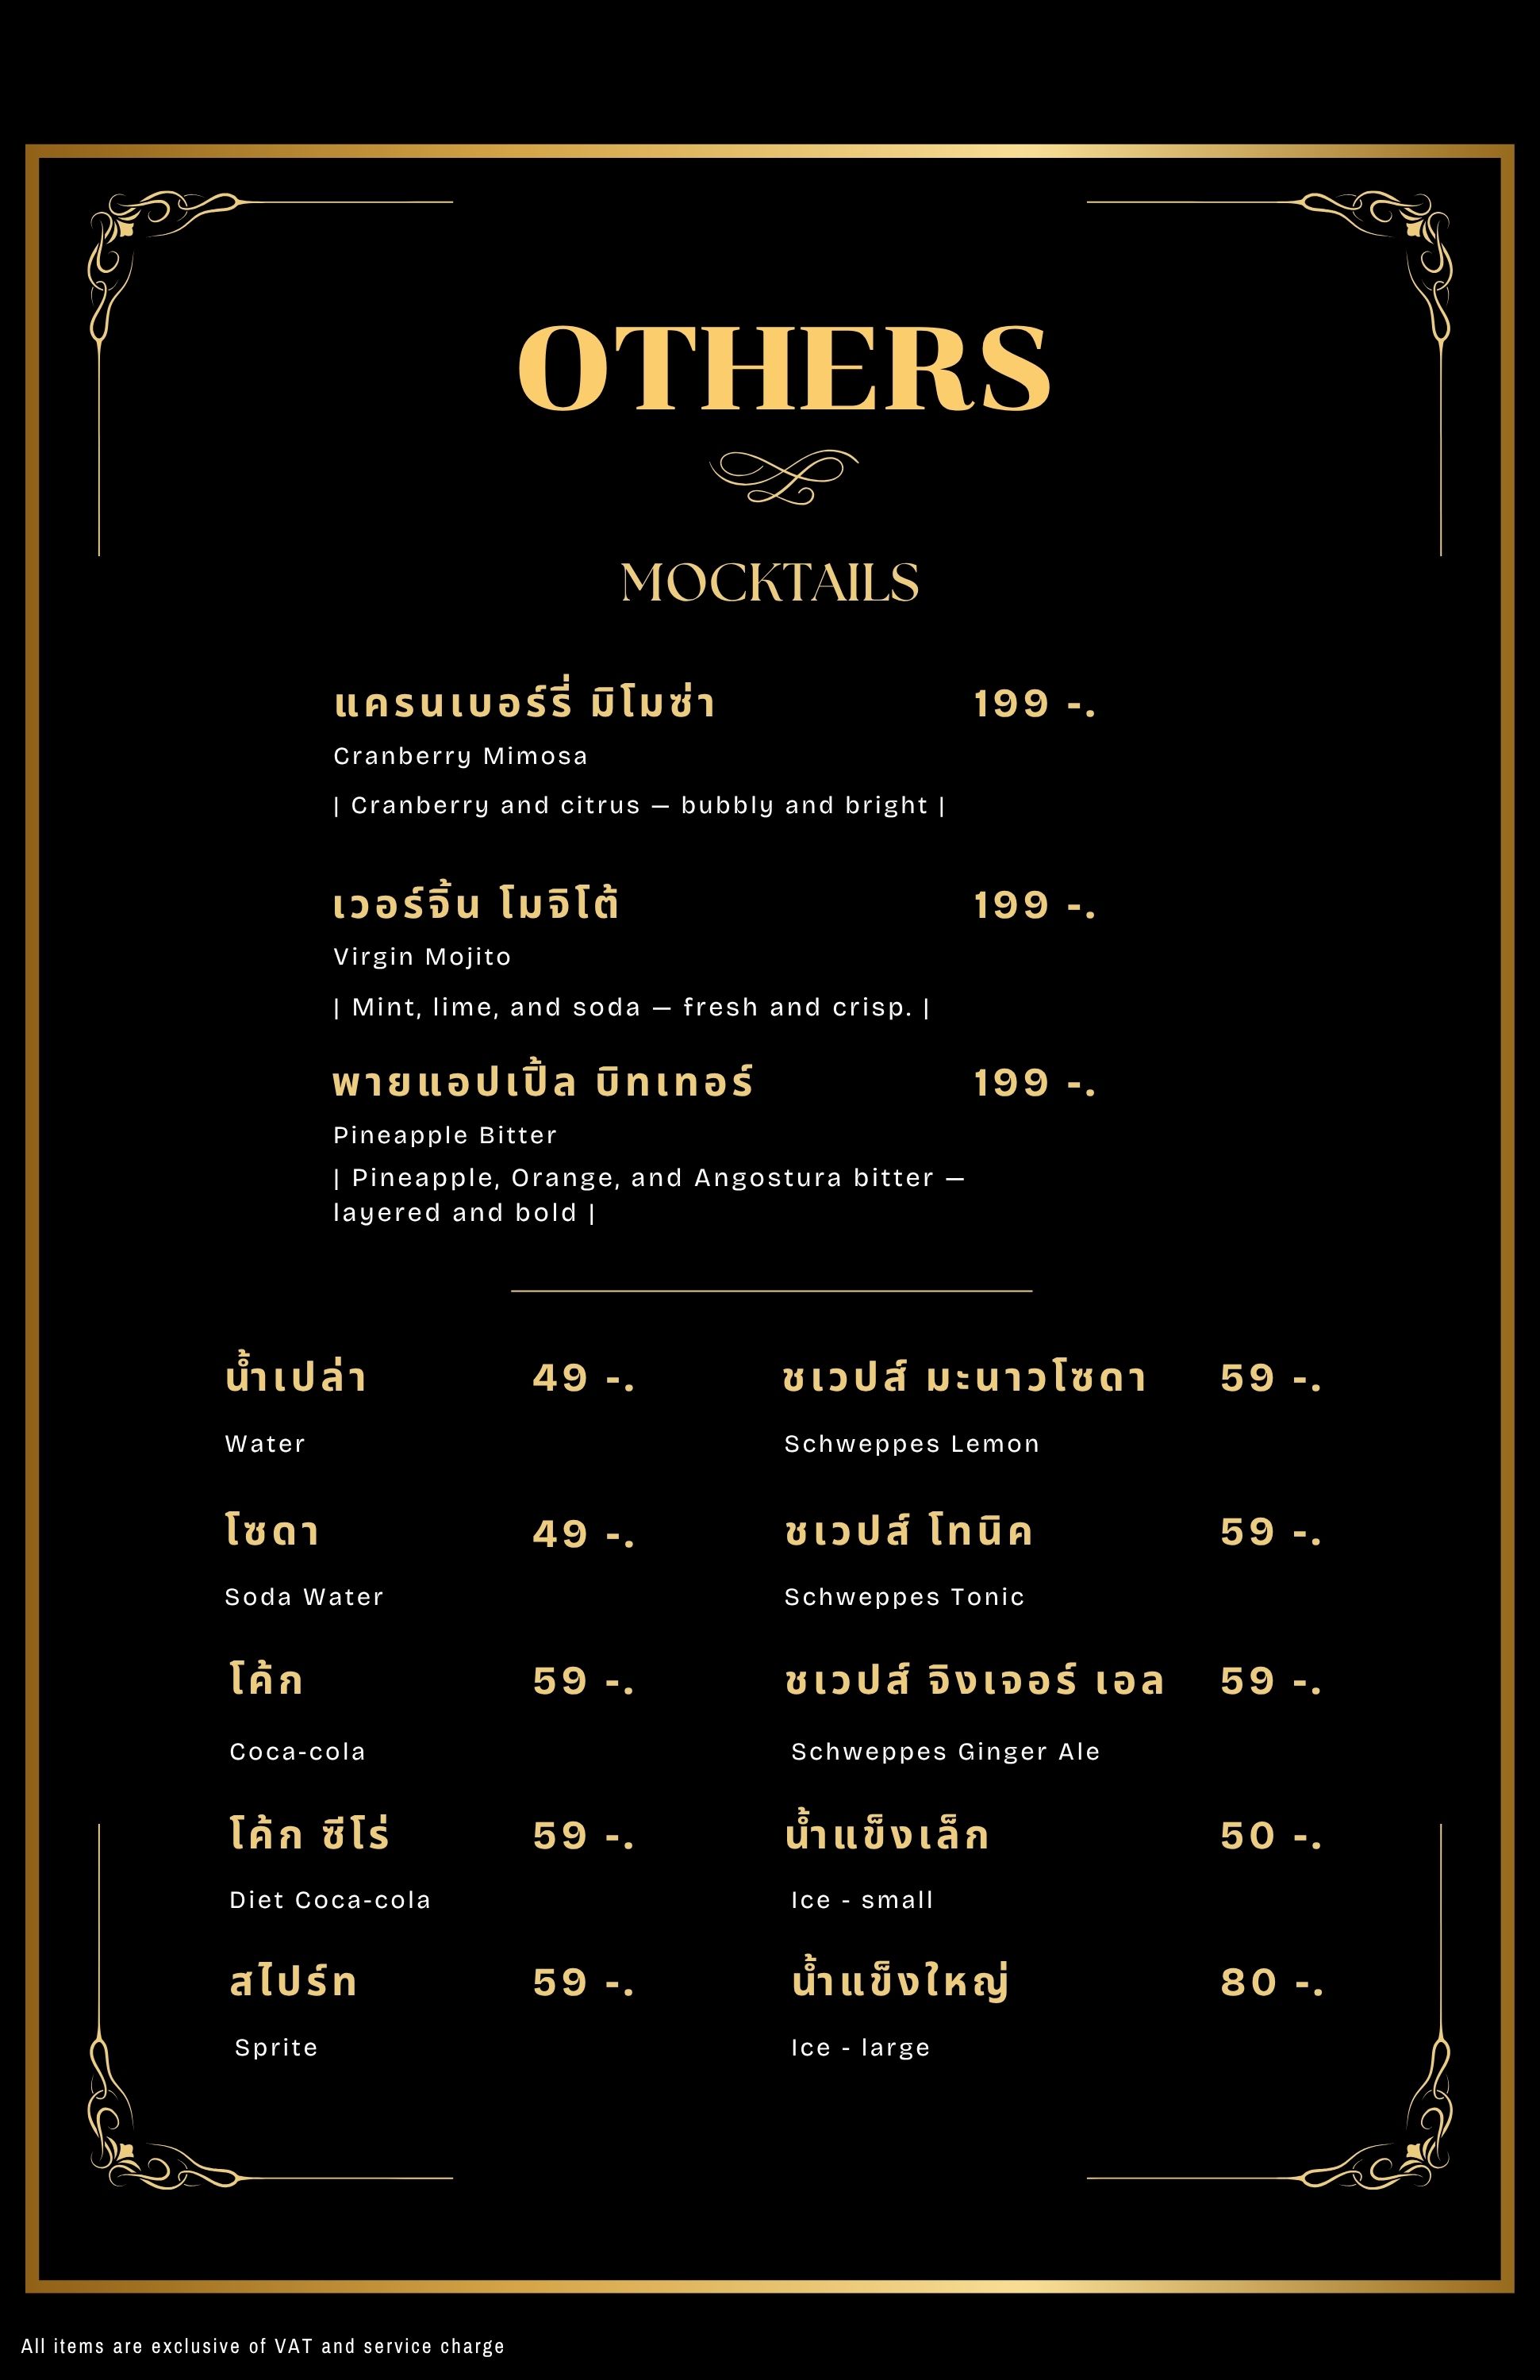 OTHERS
MOCKTAILS
แครนเบอร์รี่ มิโมซ่า 199 -.
Cranberry Mimosa
| Cranberry and citrus — bubbly and bright |
เวอร์จิ้น โมจิโต้ 199 -.
Virgin Mojito
| Mint, lime, and soda — fresh and crisp. |
พายแอปเปิ้ล บิทเทอร์ 199 -.
Pineapple Bitter
| Pineapple, Orange, and Angostura bitter —
layered and bold |
น้ำเปล่า 49 -.
Water
โซดา 49 -.
Soda Water
โค้ก 59 -.
Coca-cola
โค้ก ซีโร่ 59 -.
Diet Coca-cola
สไปร์ท 59 -.
Sprite
ชเวปส์ มะนาวโซดา 59 -.
Schweppes Lemon
ชเวปส์ โทนิค 59 -.
Schweppes Tonic
ชเวปส์ จิงเจอร์ เอล 59 -.
Schweppes Ginger Ale
น้ำแข็งเล็ก 50 -.
Ice - small
น้ำแข็งใหญ่ 80 -.
Ice - large
All items are exclusive of VAT and service charge